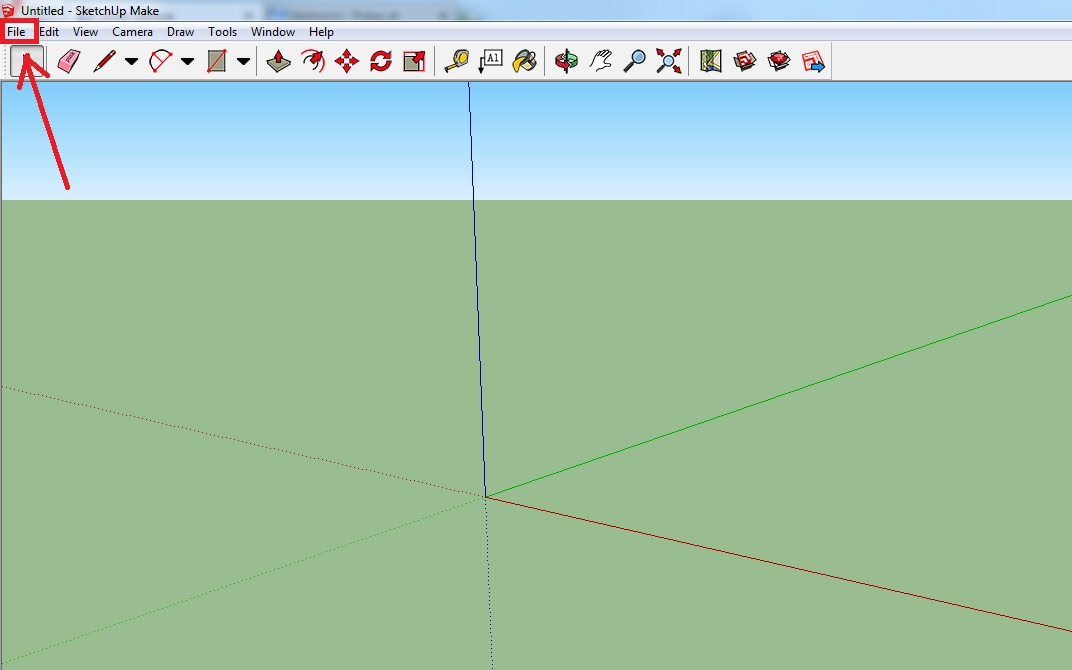 Untitled - SketchUp Make
File Edit View Camera Draw Tools Window Help
A1